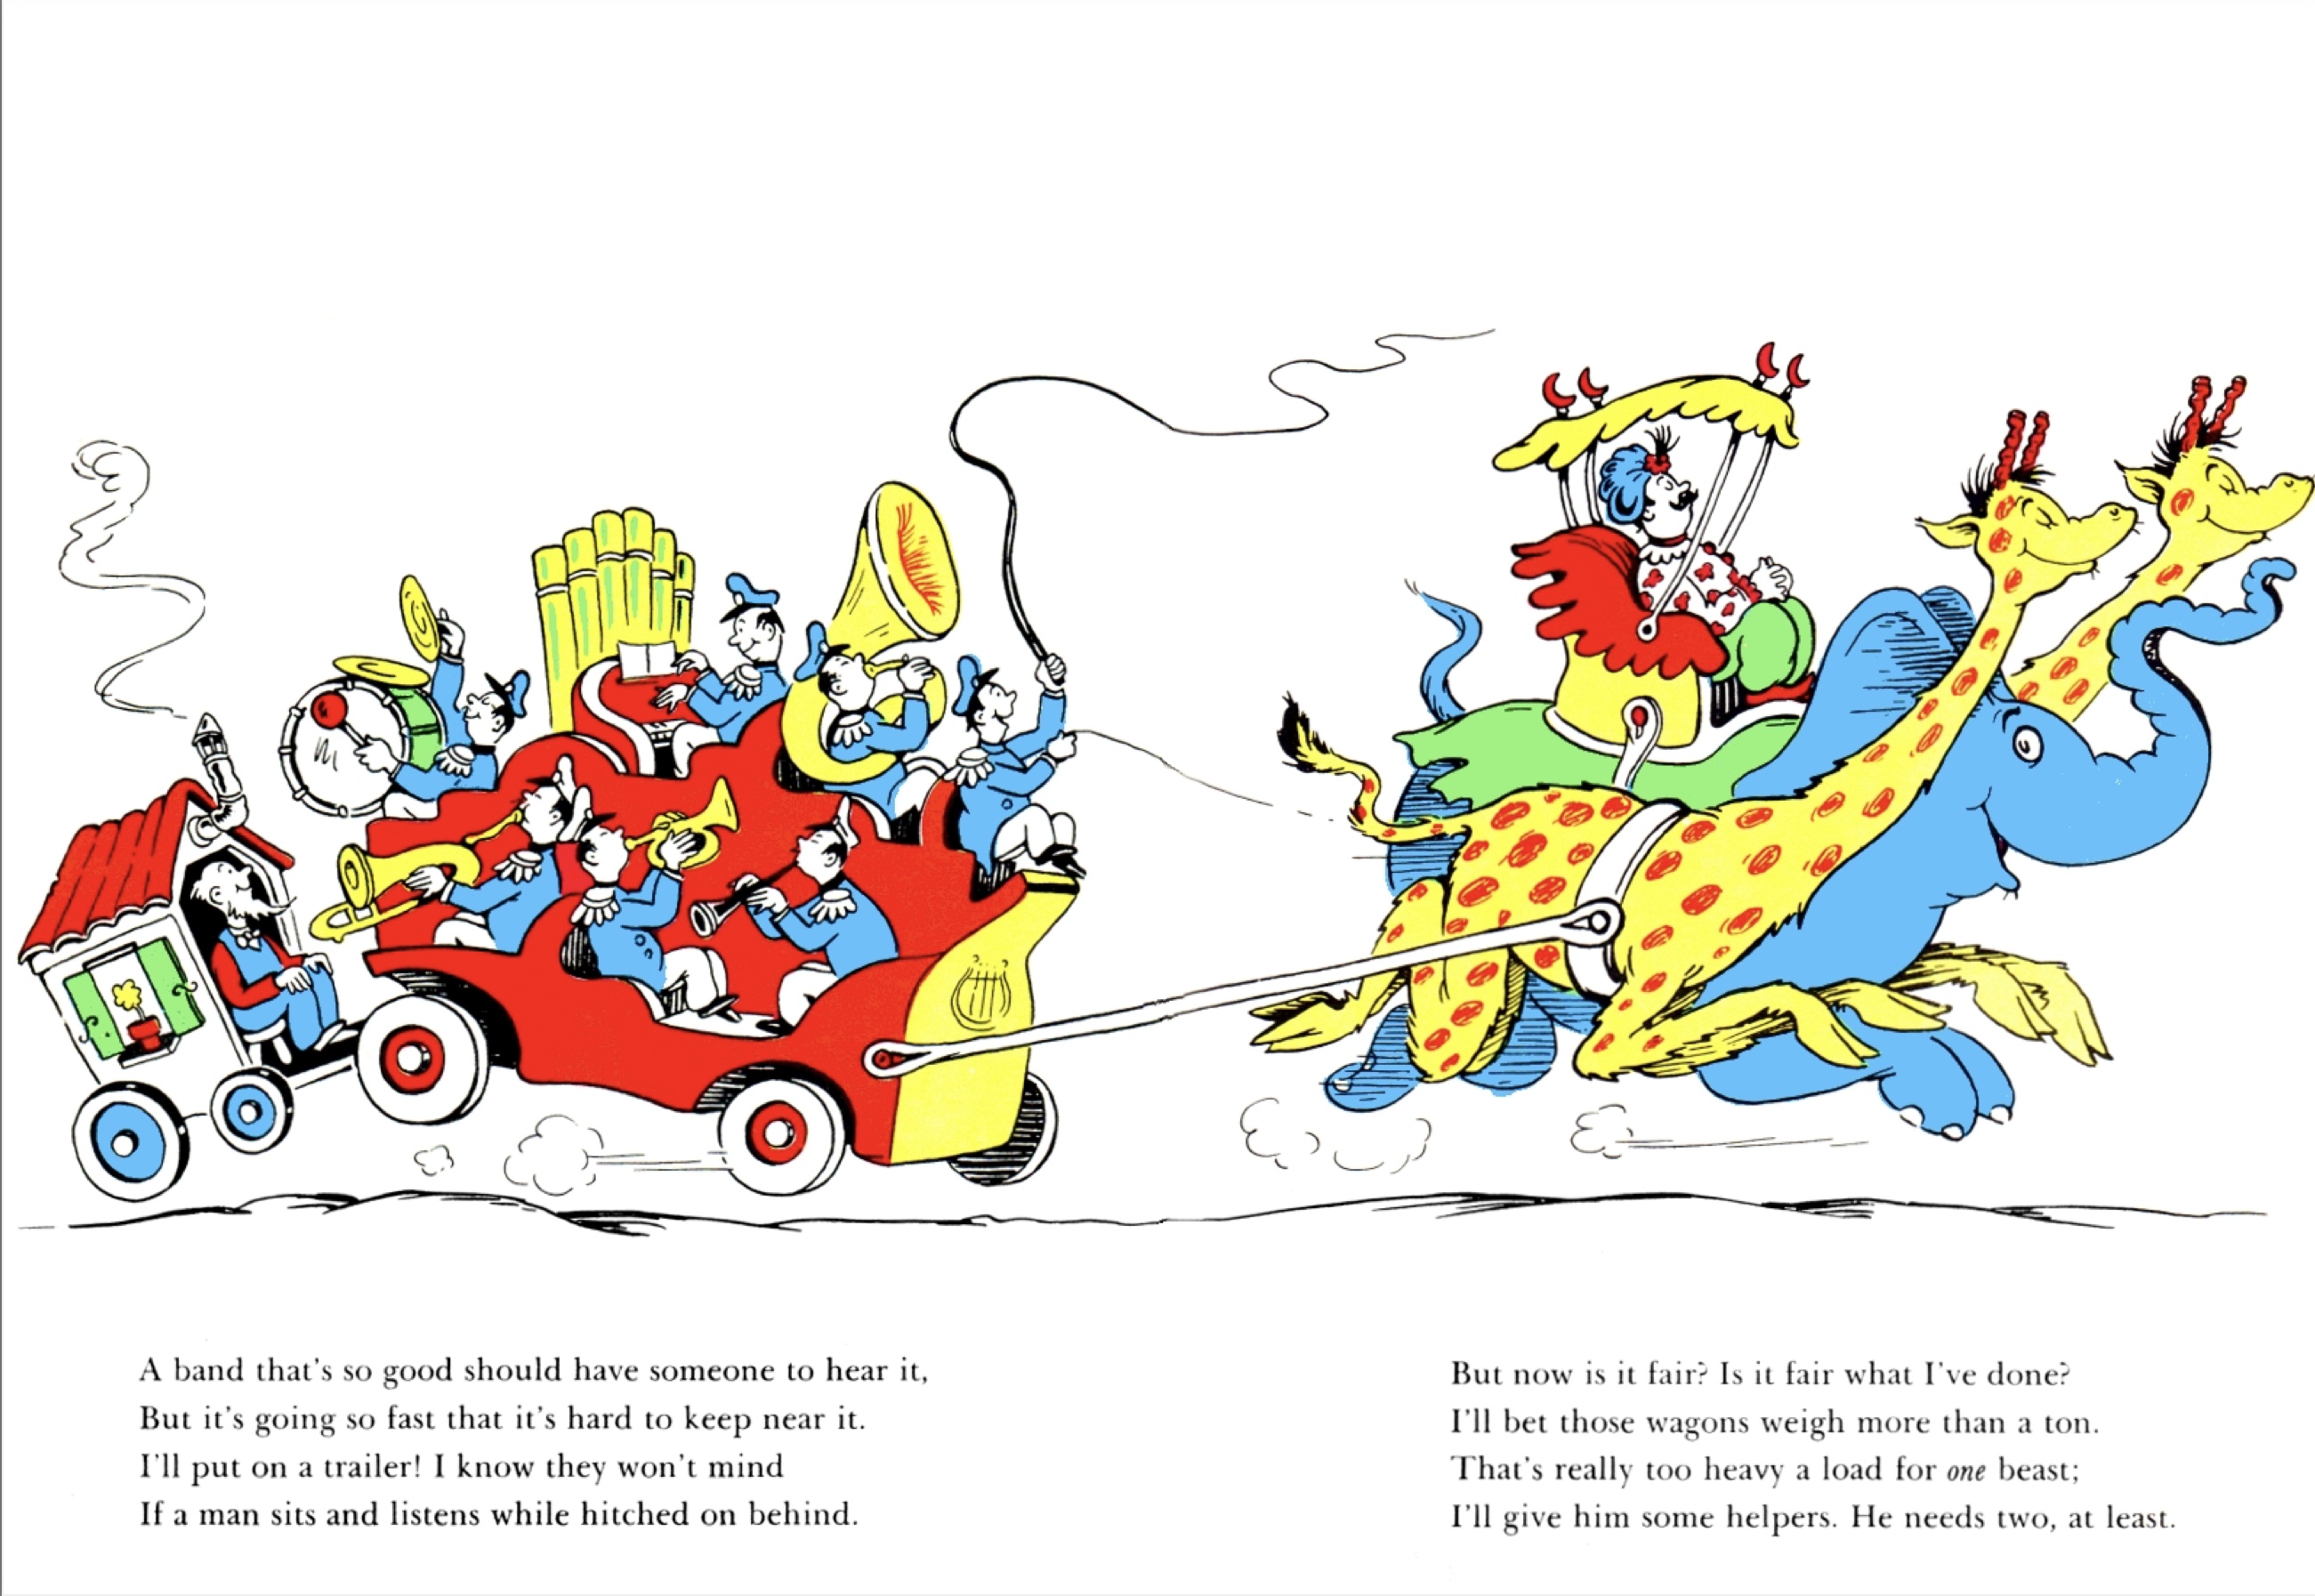 A band that's so good should have someone to hear it,
But it's going so fast that it's hard to keep near it.
I'll put on a trailer! I know they won't mind
If a man sits and listens while hitched on behind.
But now is it fair? Is it fair what I've done?
I'll bet those wagons weigh more than a ton.
That's really too heavy a load for one beast;
I'll give him some helpers. He needs two, at least.